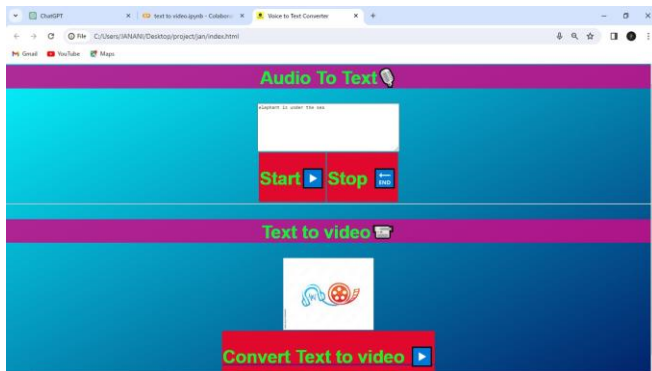 ChatGPT
text to video.ipynb - Colaborat
Voice to Text Converter
File C:/Users/JANANI/Desktop/project/jan/index.html
Gmail YouTube Maps
Audio To Text
elephant is under the sea
Start Stop END
Text to video
Convert Text to video